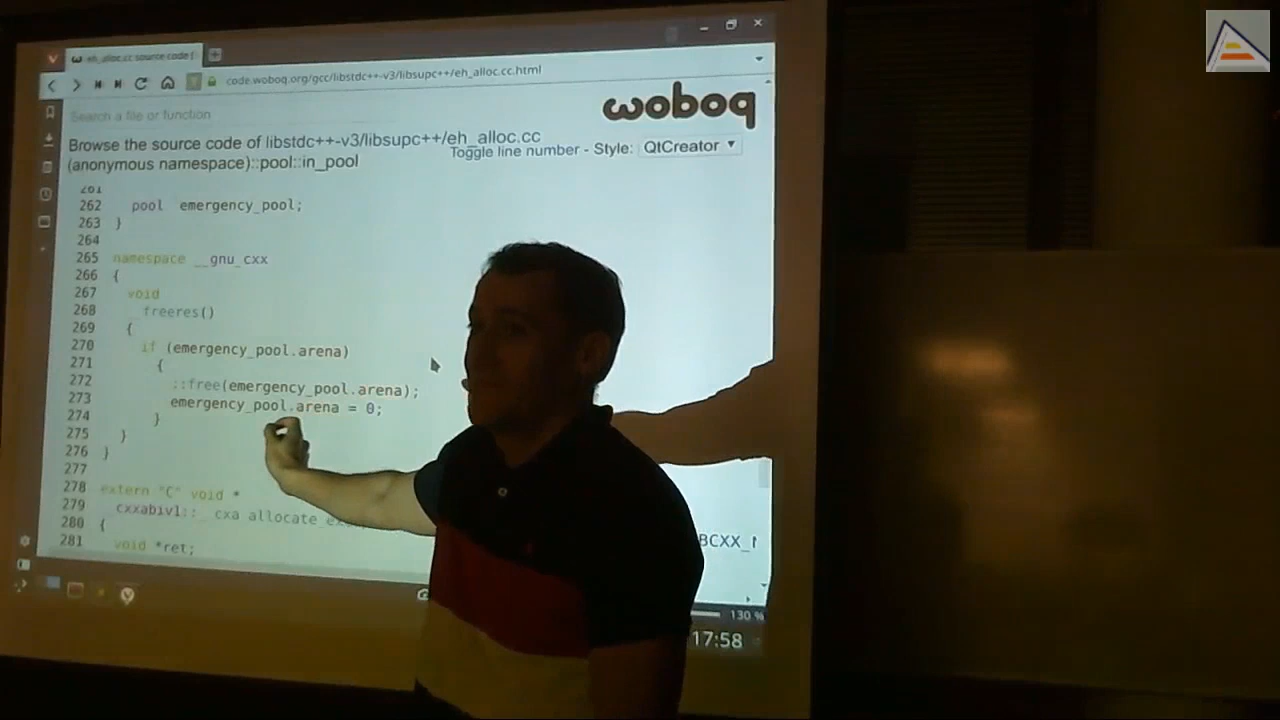 eh_alloc.cc source code [
code.woboq.org/gcc/libstdc++-v3/libsupc++/eh_alloc.cc.html
Search a file or function
woboq
Browse the source code of libstdc++-v3/libsupc++/eh_alloc.cc
Toggle line number - Style: QtCreator
(anonymous namespace)::pool::in_pool
261
262 pool emergency_pool;
263 }
264
265 namespace __gnu_cxx
266 {
267 void
268 __freeres()
269 {
270 if (emergency_pool.arena)
271 {
272 ::free(emergency_pool.arena);
273 emergency_pool.arena = 0;
274 }
275 }
276 }
277
278 extern "C" void *
279 __cxxabiv1::__cxa_allocate_
280 {
281 void *ret;
130 %
17:58